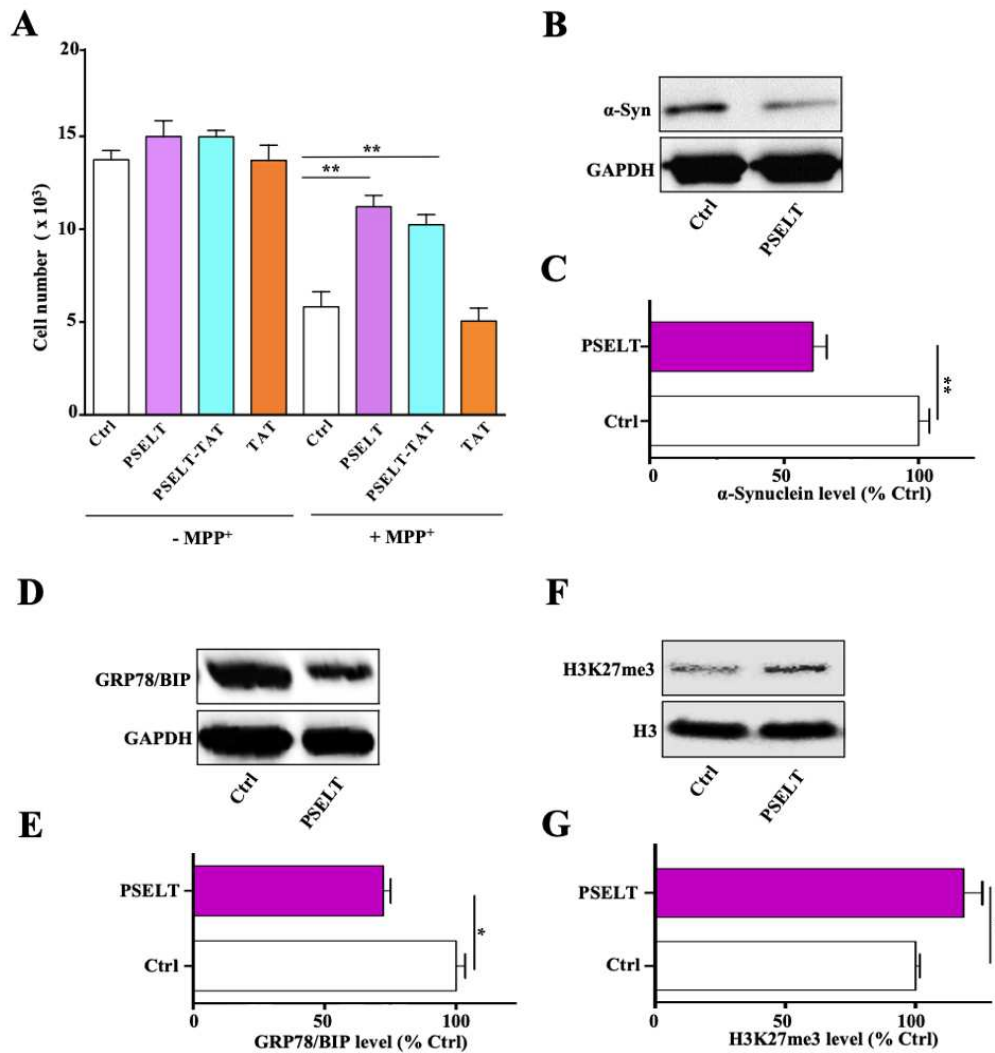 A
20
15
10
5
0
Cell number ( x 10³)
**
**
Ctrl
PSELT
PSELT-TAT
TAT
Ctrl
PSELT
PSELT-TAT
TAT
- MPP⁺
+ MPP⁺
B
α-Syn
GAPDH
Ctrl
PSELT
C
PSELT
Ctrl
**
0
50
100
α-Synuclein level (% Ctrl)
D
GRP78/BIP
GAPDH
Ctrl
PSELT
E
PSELT
Ctrl
*
0
50
100
GRP78/BIP level (% Ctrl)
F
H3K27me3
H3
Ctrl
PSELT
G
PSELT
Ctrl
0
50
100
H3K27me3 level (% Ctrl)